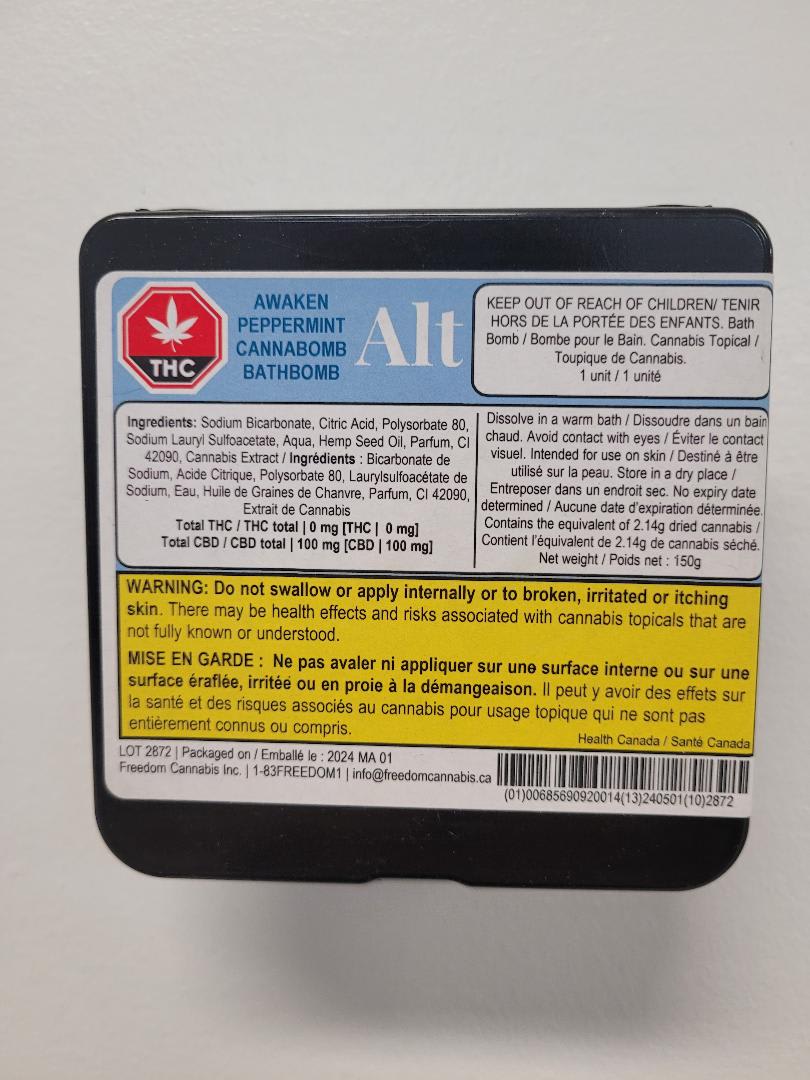 THC
AWAKEN
PEPPERMINT
CANNABOMB
BATHBOMB
Alt
KEEP OUT OF REACH OF CHILDREN/ TENIR
HORS DE LA PORTÉE DES ENFANTS. Bath
Bomb / Bombe pour le Bain. Cannabis Topical /
Toupique de Cannabis.
1 unit / 1 unité
Ingredients: Sodium Bicarbonate, Citric Acid, Polysorbate 80,
Sodium Lauryl Sulfoacetate, Aqua, Hemp Seed Oil, Parfum, CI
42090, Cannabis Extract / Ingrédients : Bicarbonate de
Sodium, Acide Citrique, Polysorbate 80, Laurylsulfoacétate de
Sodium, Eau, Huile de Graines de Chanvre, Parfum, CI 42090,
Extrait de Cannabis
Total THC / THC total | 0 mg [THC | 0 mg]
Total CBD / CBD total | 100 mg [CBD | 100 mg]
Dissolve in a warm bath / Dissoudre dans un bain
chaud. Avoid contact with eyes / Éviter le contact
visuel. Intended for use on skin / Destiné à être
utilisé sur la peau. Store in a dry place /
Entreposer dans un endroit sec. No expiry date
determined / Aucune date d'expiration déterminée.
Contains the equivalent of 2.14g dried cannabis /
Contient l'équivalent de 2.14g de cannabis séché.
Net weight / Poids net : 150g
WARNING: Do not swallow or apply internally or to broken, irritated or itching
skin. There may be health effects and risks associated with cannabis topicals that are
not fully known or understood.
MISE EN GARDE : Ne pas avaler ni appliquer sur une surface interne ou sur une
surface éraflée, irritée ou en proie à la démangeaison. Il peut y avoir des effets sur
la santé et des risques associés au cannabis pour usage topique qui ne sont pas
entièrement connus ou compris.
Health Canada / Santé Canada
LOT 2872 | Packaged on / Emballé le : 2024 MA 01
Freedom Cannabis Inc. | 1-83FREEDOM1 | info@freedomcannabis.ca
(01)00685690920014(13)240501(10)2872